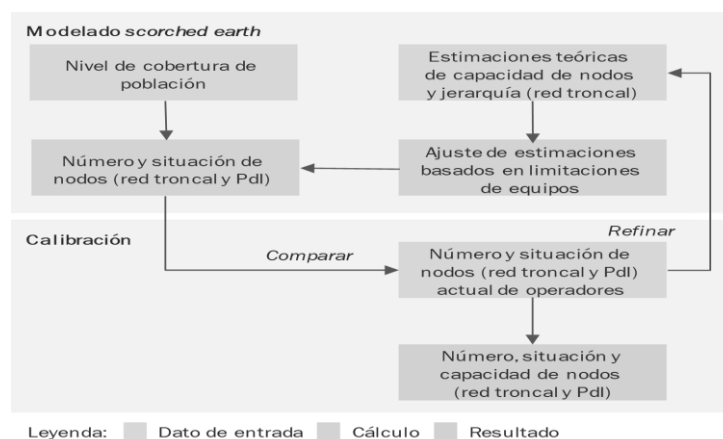 Modelado scorched earth
Nivel de cobertura de
población
Estimaciones teóricas
de capacidad de nodos
y jerarquía (red troncal)
Número y situación de
nodos (red troncal y PdI)
Ajuste de estimaciones
basados en limitaciones
de equipos
Calibración
Refinar
Comparar
Número y situación de
nodos (red troncal y PdI)
actual de operadores
Número, situación y
capacidad de nodos
(red troncal y PdI)
Leyenda: Dato de entrada Cálculo Resultado